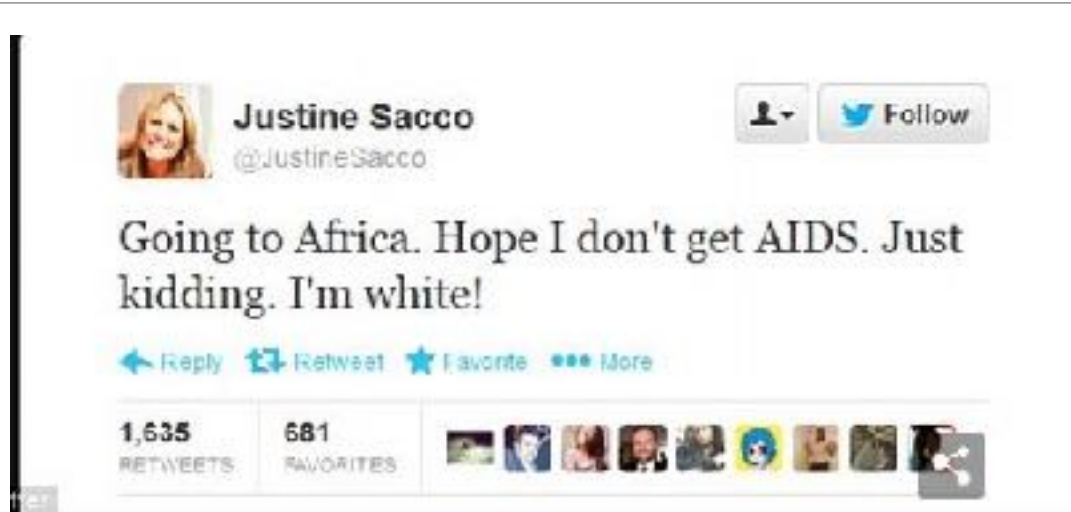 Justine Sacco
@JustineSacco
Follow
Going to Africa. Hope I don't get AIDS. Just
kidding. I'm white!
Reply Retweet Favorite More
1,635 681
RETWEETS FAVORITES